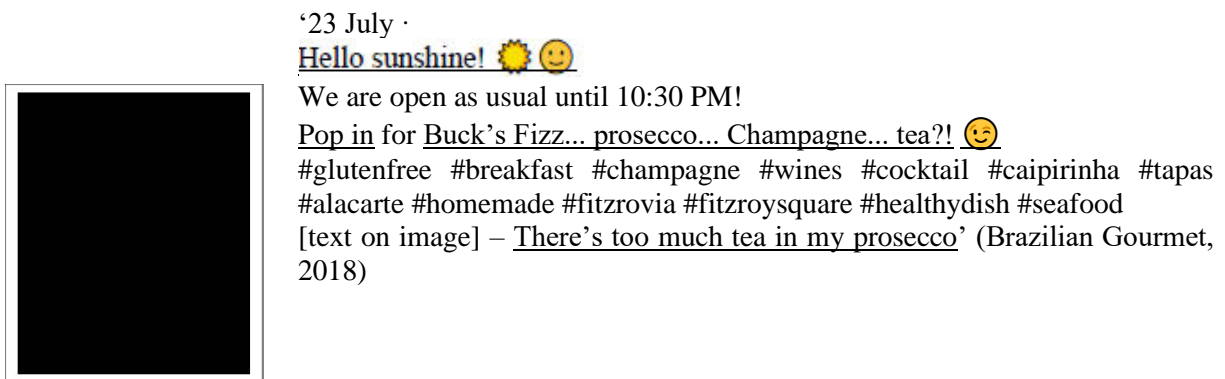 ‘23 July ·
Hello sunshine! 🌞🙂
We are open as usual until 10:30 PM!
Pop in for Buck’s Fizz... prosecco... Champagne... tea?! 😉
#glutenfree #breakfast #champagne #wines #cocktail #caipirinha #tapas
#alacarte #homemade #fitzrovia #fitzroysquare #healthydish #seafood
[text on image] – There’s too much tea in my prosecco’ (Brazilian Gourmet,
2018)